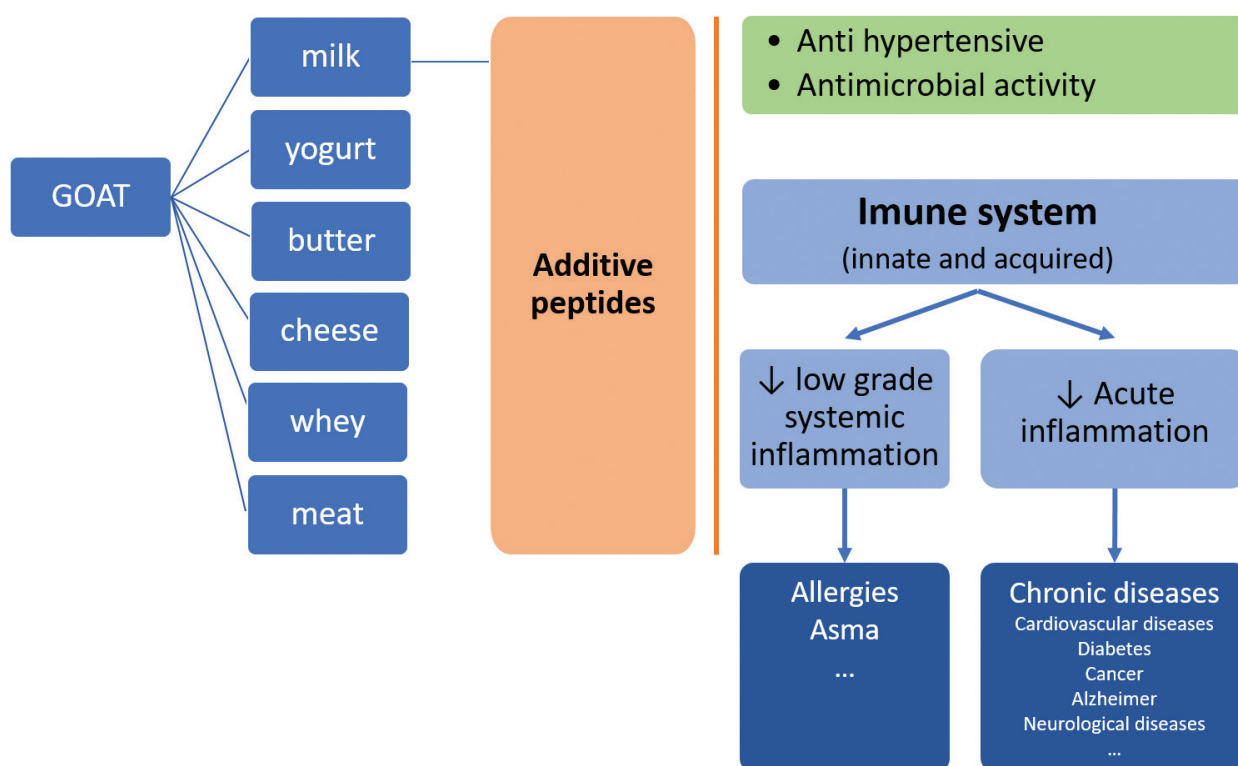 GOAT
milk
yogurt
butter
cheese
whey
meat
Additive
peptides
• Anti hypertensive
• Antimicrobial activity
Imune system
(innate and acquired)
↓ low grade
systemic
inflammation
↓ Acute
inflammation
Allergies
Asma
...
Chronic diseases
Cardiovascular diseases
Diabetes
Cancer
Alzheimer
Neurological diseases
...